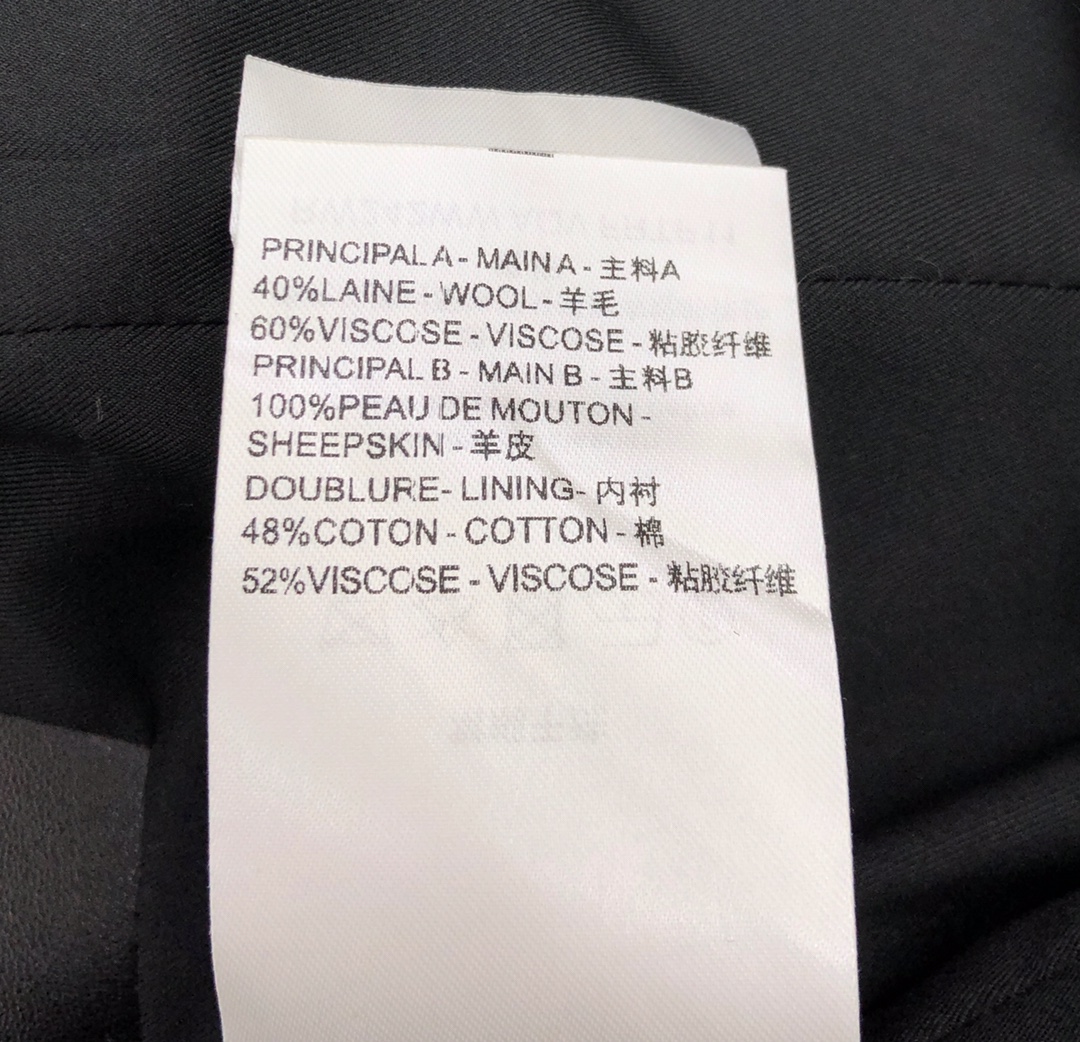 PRINCIPAL A - MAIN A - 主料A
40%LAINE - WOOL - 羊毛
60%VISCOSE - VISCOSE - 粘胶纤维
PRINCIPAL B - MAIN B - 主料B
100%PEAU DE MOUTON -
SHEEPSKIN - 羊皮
DOUBLURE- LINING- 内衬
48%COTON - COTTON - 棉
52%VISCOSE - VISCOSE - 粘胶纤维